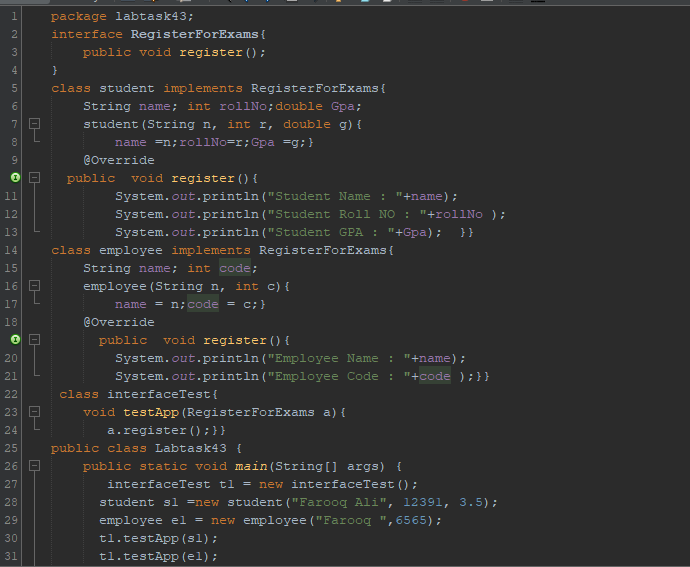 1 package labtask43;
2 interface RegisterForExams{
3 public void register();
4 }
5 class student implements RegisterForExams{
6 String name; int rollNo;double Gpa;
7 student(String n, int r, double g){
8 name =n;rollNo=r;Gpa =g;}
9 @Override
public  void register(){
11 System.out.println("Student Name : "+name);
12 System.out.println("Student Roll NO : "+rollNo );
13 System.out.println("Student GPA : "+Gpa);  }}
14 class employee implements RegisterForExams{
15 String name; int code;
16 employee(String n, int c){
17 name = n;code = c;}
18 @Override
public  void register(){
20 System.out.println("Employee Name : "+name);
21 System.out.println("Employee Code : "+code );}}
22 class interfaceTest{
23 void testApp(RegisterForExams a){
24 a.register();}}
25 public class Labtask43 {
26 public static void main(String[] args) {
27 interfaceTest t1 = new interfaceTest();
28 student s1 =new student("Farooq Ali", 12391, 3.5);
29 employee e1 = new employee("Farooq ",6565);
30 t1.testApp(s1);
31 t1.testApp(e1);